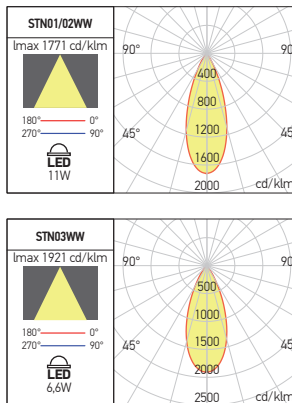 STN01/02WW
Imax 1771 cd/klm
180° 0°
270° 90°
LED
11W
90° 90°
400
800
45° 45°
1200
1600
2000 cd/klm
STN03WW
Imax 1921 cd/klm
180° 0°
270° 90°
LED
6,6W
90° 90°
500
1000
45° 45°
1500
2000
2500 cd/klm